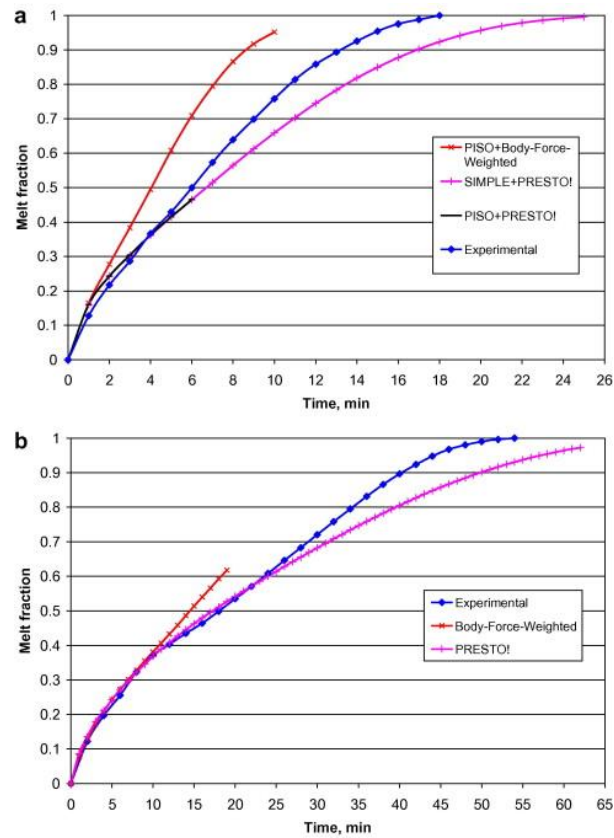 a
1
0.9
0.8
0.7
0.6
0.5
0.4
0.3
0.2
0.1
0
Melt fraction
PISO+Body-Force-
Weighted
SIMPLE+PRESTO!
PISO+PRESTO!
Experimental
0 2 4 6 8 10 12 14 16 18 20 22 24 26
Time, min
b
1
0.9
0.8
0.7
0.6
0.5
0.4
0.3
0.2
0.1
0
Melt fraction
Experimental
Body-Force-Weighted
PRESTO!
0 5 10 15 20 25 30 35 40 45 50 55 60 65
Time, min